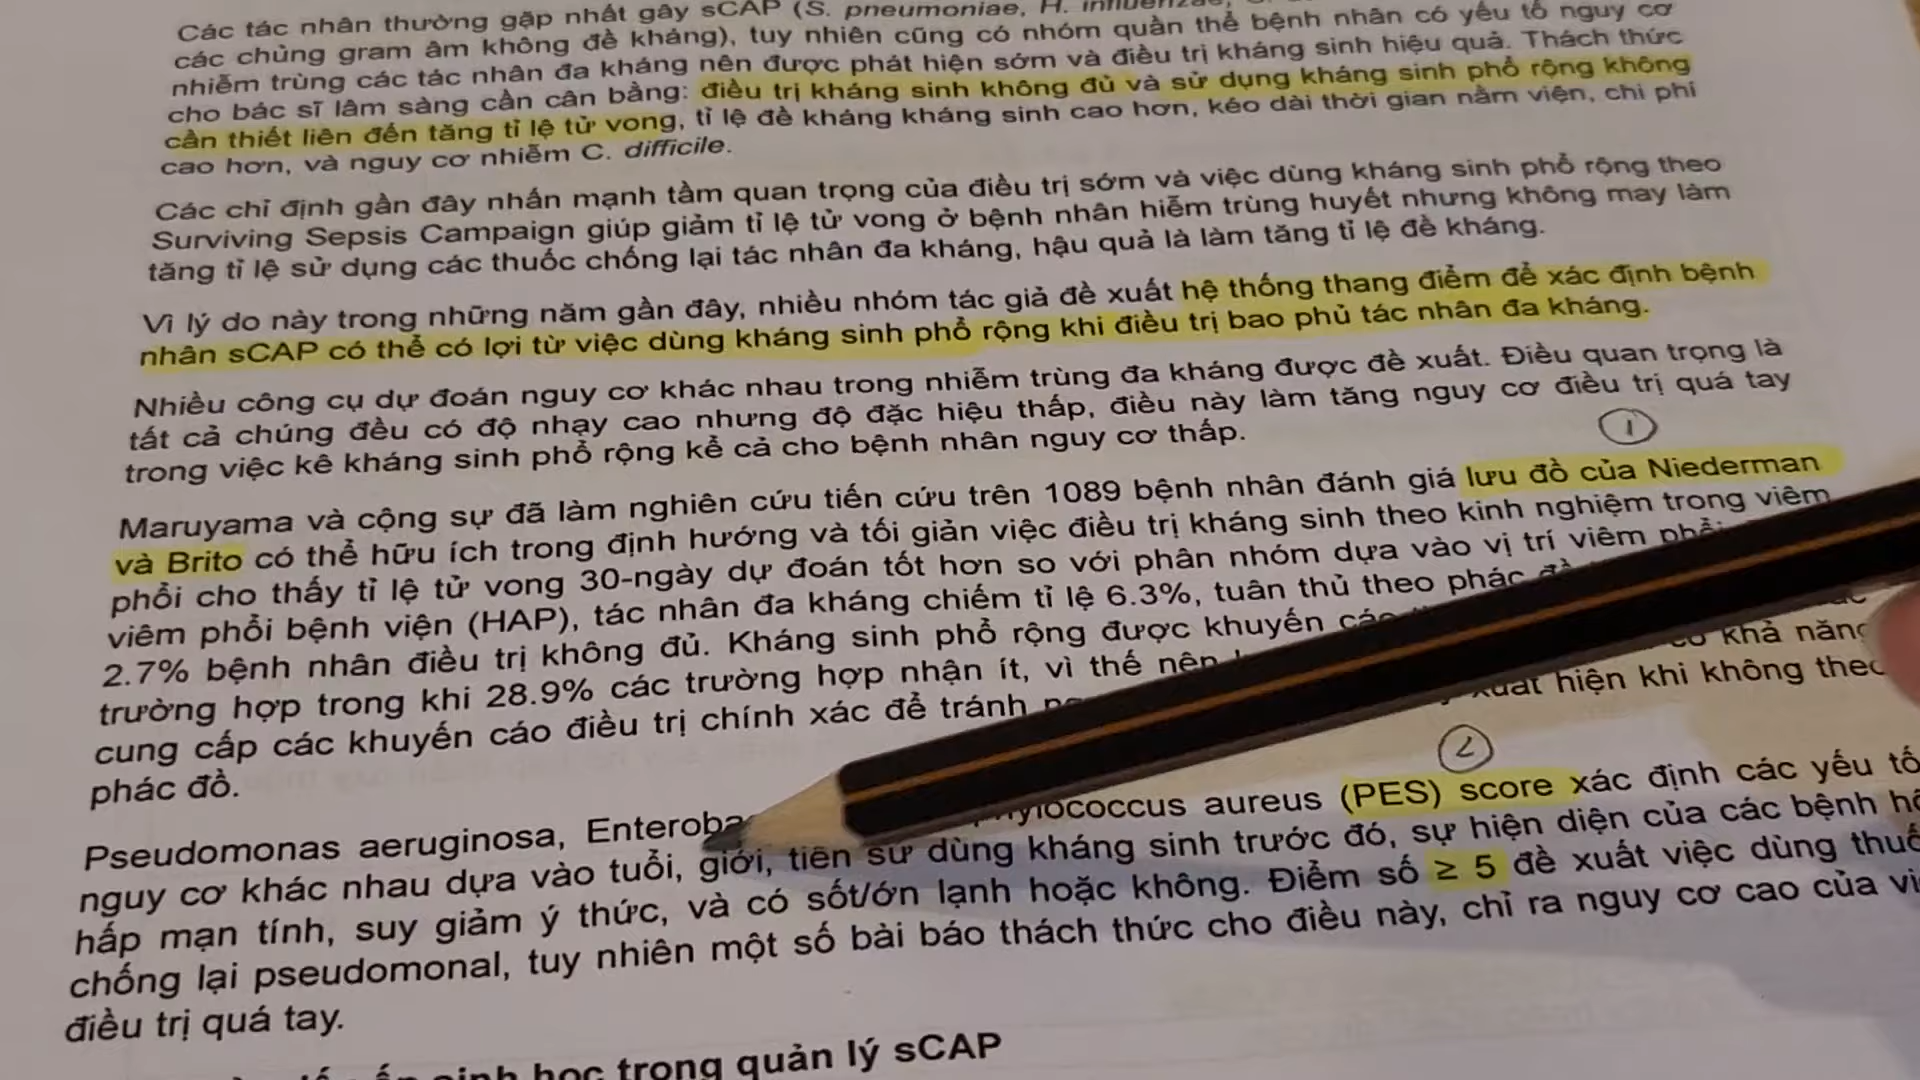 Các tác nhân thường gặp nhất gây sCAP (S. pneumoniae, H. influenzae,
các chủng gram âm không đề kháng), tuy nhiên cũng có nhóm quần thể bệnh nhân có yếu tố nguy cơ
nhiễm trùng các tác nhân đa kháng nên được phát hiện sớm và điều trị kháng sinh hiệu quả. Thách thức
cho bác sĩ lâm sàng cần cân bằng: điều trị kháng sinh không đủ và sử dụng kháng sinh phổ rộng không
cần thiết liên đến tăng tỉ lệ tử vong, tỉ lệ đề kháng kháng sinh cao hơn, kéo dài thời gian nằm viện, chi phí
cao hơn, và nguy cơ nhiễm C. difficile.
Các chỉ định gần đây nhấn mạnh tầm quan trọng của điều trị sớm và việc dùng kháng sinh phổ rộng theo
Surviving Sepsis Campaign giúp giảm tỉ lệ tử vong ở bệnh nhân hiễm trùng huyết nhưng không may làm
tăng tỉ lệ sử dụng các thuốc chống lại tác nhân đa kháng, hậu quả là làm tăng tỉ lệ đề kháng.
Vì lý do này trong những năm gần đây, nhiều nhóm tác giả đề xuất hệ thống thang điểm để xác định bệnh
nhân sCAP có thể có lợi từ việc dùng kháng sinh phổ rộng khi điều trị bao phủ tác nhân đa kháng.
Nhiều công cụ dự đoán nguy cơ khác nhau trong nhiễm trùng đa kháng được đề xuất. Điều quan trọng là
tất cả chúng đều có độ nhạy cao nhưng độ đặc hiệu thấp, điều này làm tăng nguy cơ điều trị quá tay
trong việc kê kháng sinh phổ rộng kể cả cho bệnh nhân nguy cơ thấp.
1
Maruyama và cộng sự đã làm nghiên cứu tiến cứu trên 1089 bệnh nhân đánh giá lưu đồ của Niederman
và Brito có thể hữu ích trong định hướng và tối giản việc điều trị kháng sinh theo kinh nghiệm trong viêm
phổi cho thấy tỉ lệ tử vong 30-ngày dự đoán tốt hơn so với phân nhóm dựa vào vị trí viêm phổi
viêm phổi bệnh viện (HAP), tác nhân đa kháng chiếm tỉ lệ 6.3%, tuân thủ theo phác
2.7% bệnh nhân điều trị không đủ. Kháng sinh phổ rộng được khuyến
trường hợp trong khi 28.9% các trường hợp nhận ít, vì thế nên khả năng
cung cấp các khuyến cáo điều trị chính xác để tránh xuất hiện khi không theo
phác đồ.
2
Pseudomonas aeruginosa, aureus (PES) score xác định các yếu tố
nguy cơ khác nhau dựa vào tuổi, giới, tiền sử dùng kháng sinh trước đó, sự hiện diện của các bệnh hô
hấp mạn tính, suy giảm ý thức, và có sốt/ớn lạnh hoặc không. Điểm số ≥ 5 đề xuất việc dùng thuốc
chống lại pseudomonal, tuy nhiên một số bài báo thách thức cho điều này, chỉ ra nguy cơ cao của
điều trị quá tay.
sinh học trong quản lý sCAP